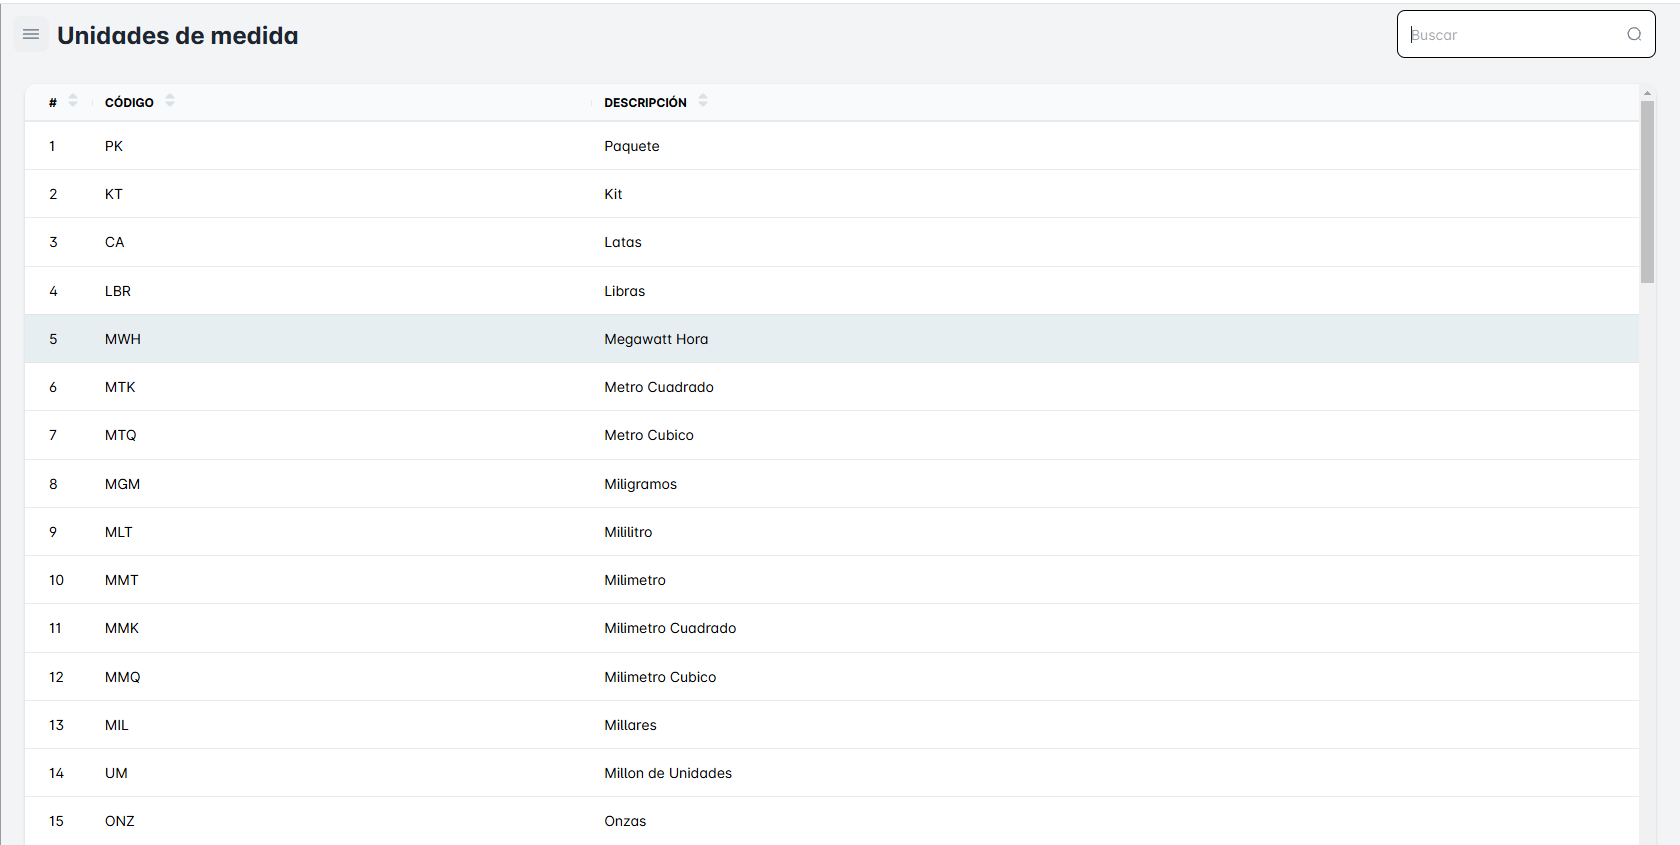 Unidades de medida
Buscar
# CÓDIGO DESCRIPCIÓN
1 PK Paquete
2 KT Kit
3 CA Latas
4 LBR Libras
5 MWH Megawatt Hora
6 MTK Metro Cuadrado
7 MTQ Metro Cubico
8 MGM Miligramos
9 MLT Mililitro
10 MMT Milimetro
11 MMK Milimetro Cuadrado
12 MMQ Milimetro Cubico
13 MIL Millares
14 UM Millon de Unidades
15 ONZ Onzas